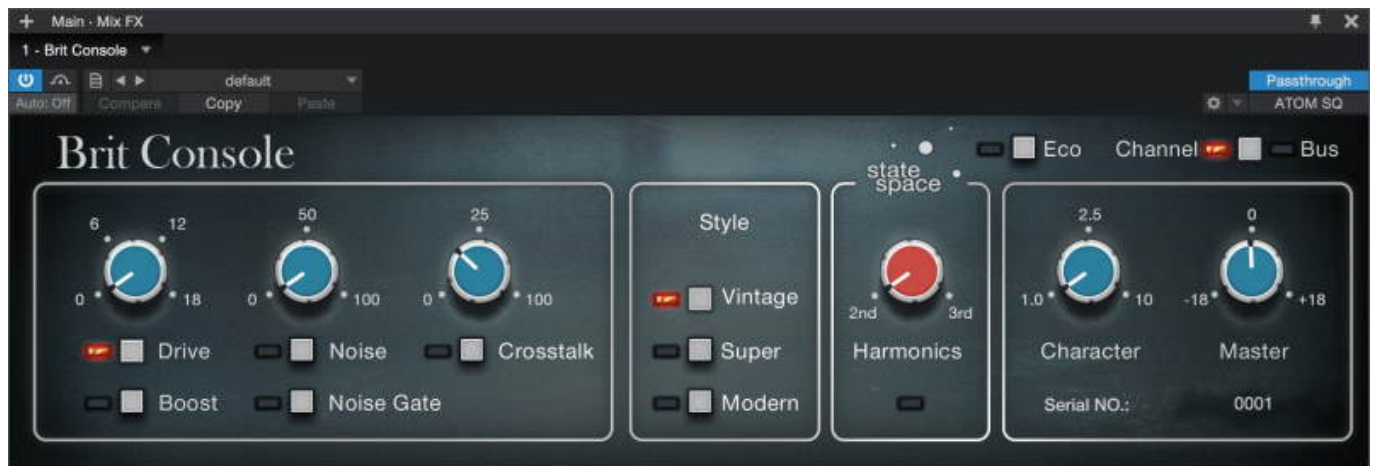 Main · Mix FX
1 - Brit Console
default
Passthrough
Auto: Off Compare Copy Paste ATOM SQ
Brit Console
state
space
Eco Channel Bus
6 12
0 18
50
0 100
25
0 100
Drive Noise Crosstalk
Boost Noise Gate
Style
Vintage
Super
Modern
2nd 3rd
Harmonics
2.5
1.0 10
Character
0
-18 +18
Master
Serial NO.: 0001